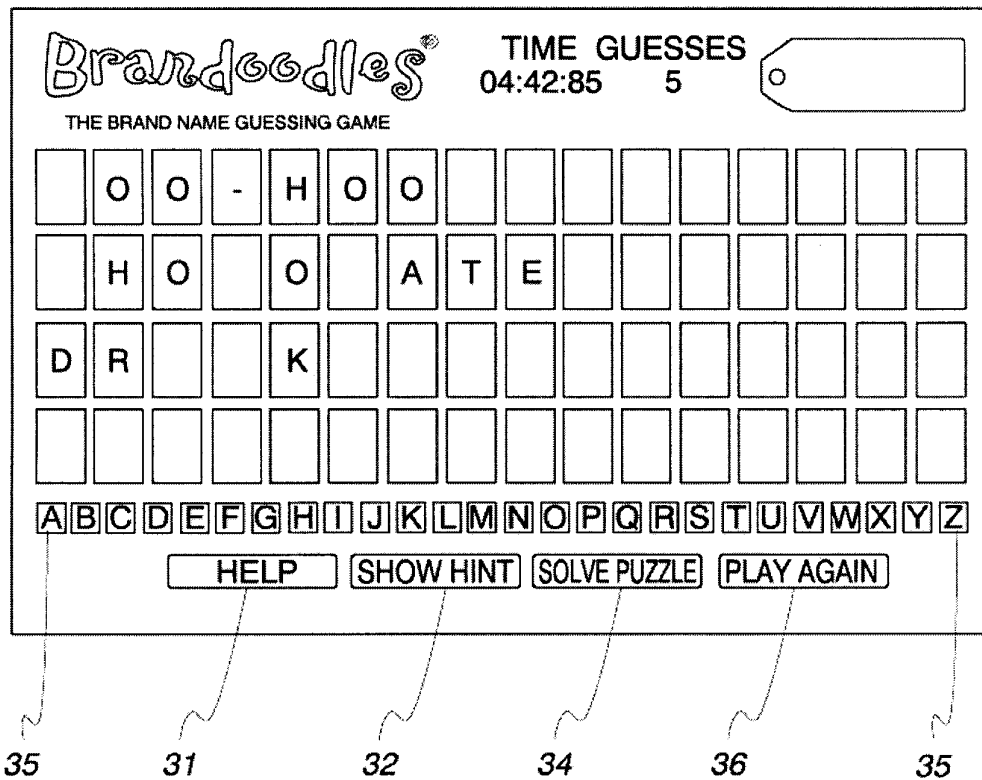 Brandoodles®
TIME GUESSES
04:42:85 5
THE BRAND NAME GUESSING GAME
O O - H O O
H O O A T E
D R K
A B C D E F G H I J K L M N O P Q R S T U V W X Y Z
HELP SHOW HINT SOLVE PUZZLE PLAY AGAIN
35 31 32 34 36 35